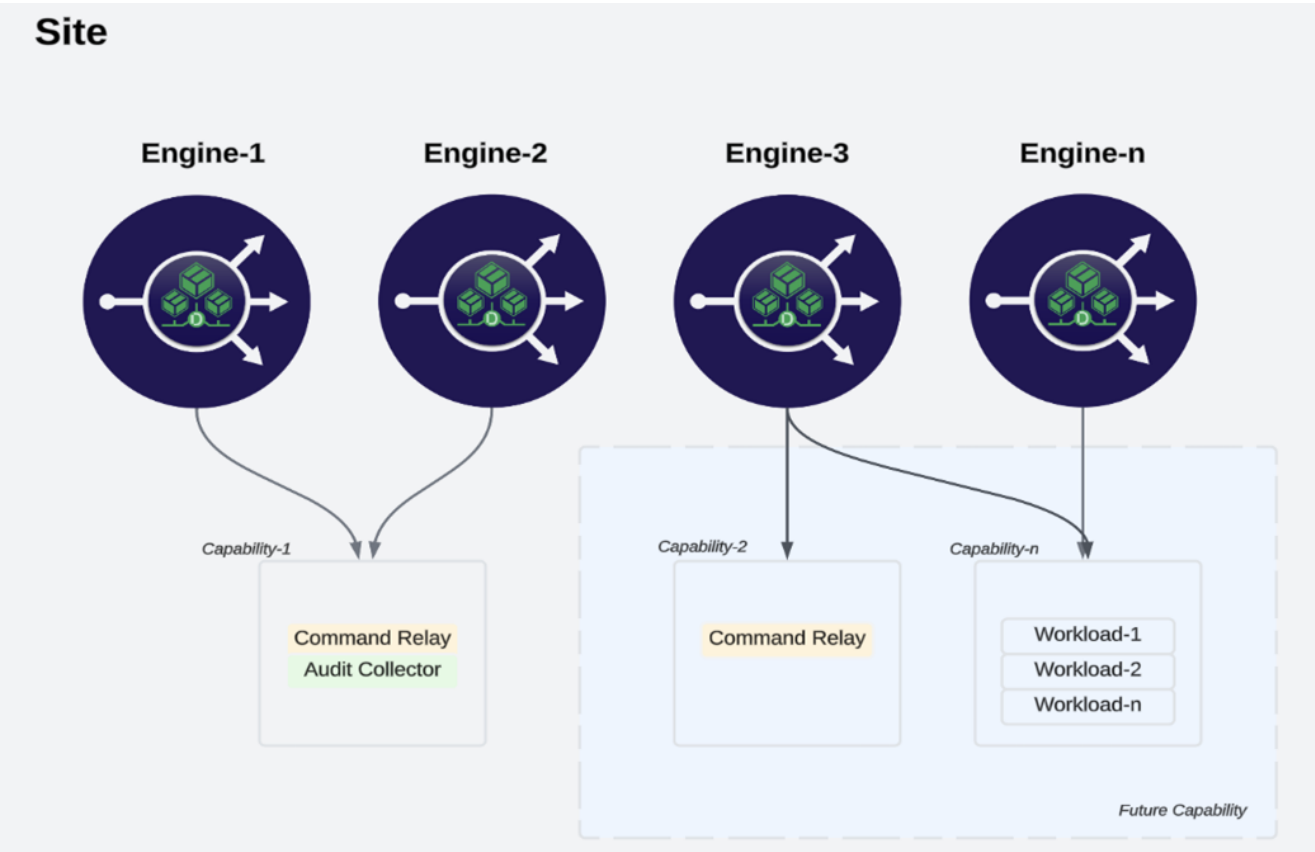 Site
Engine-1
Engine-2
Engine-3
Engine-n
D
D
D
D
Capability-1
Capability-2
Capability-n
Command Relay
Audit Collector
Command Relay
Workload-1
Workload-2
Workload-n
Future Capability